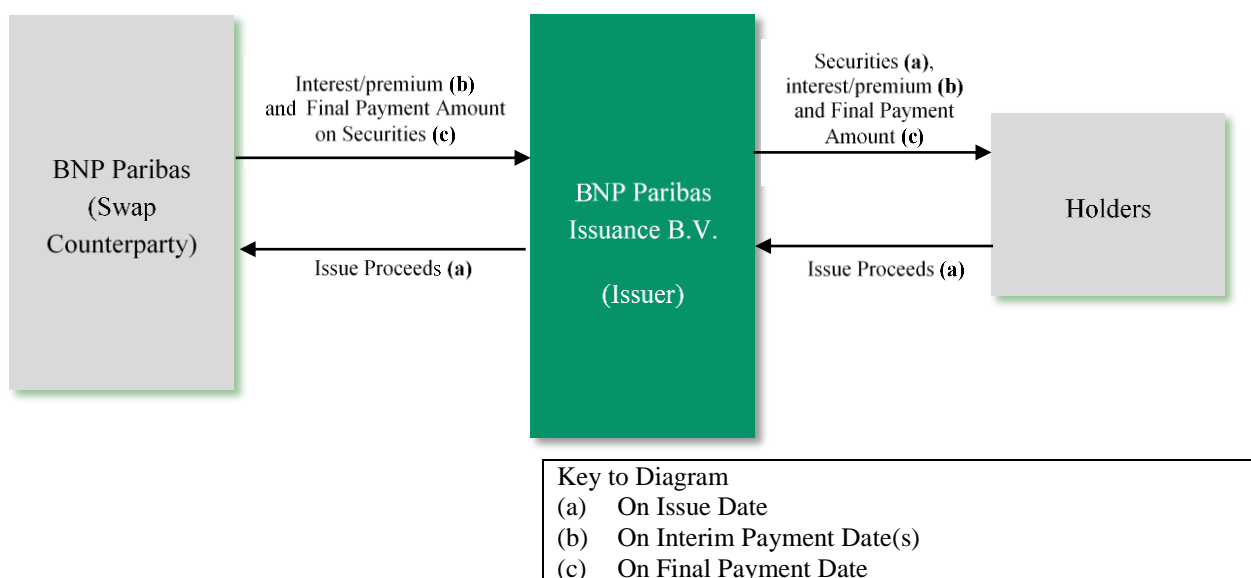 BNP Paribas
(Swap
Counterparty)
Interest/premium (b)
and Final Payment Amount
on Securities (c)
Issue Proceeds (a)
BNP Paribas
Issuance B.V.
(Issuer)
Securities (a),
interest/premium (b)
and Final Payment
Amount (c)
Issue Proceeds (a)
Holders
Key to Diagram
(a) On Issue Date
(b) On Interim Payment Date(s)
(c) On Final Payment Date